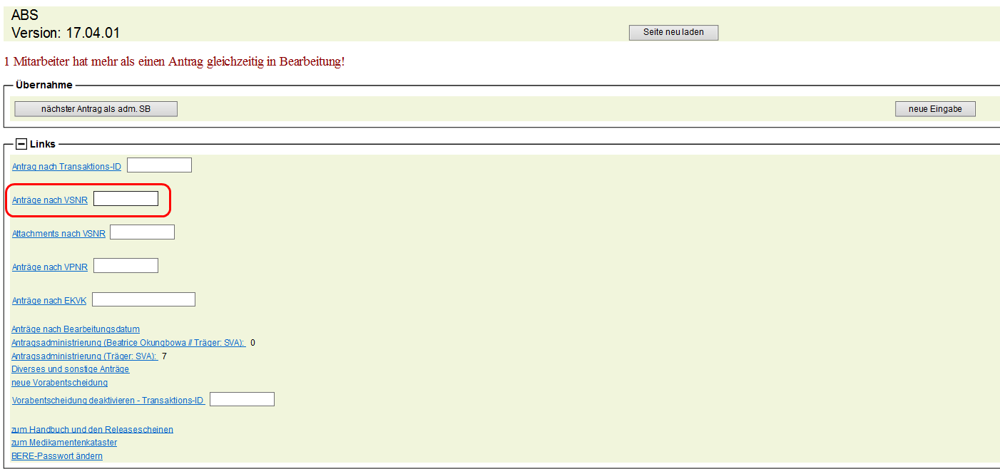 ABS
Version: 17.04.01
Seite neu laden
1 Mitarbeiter hat mehr als einen Antrag gleichzeitig in Bearbeitung!
Übernahme
nächster Antrag als adm. SB
neue Eingabe
Links
Antrag nach Transaktions-ID
Anträge nach VSNR
Attachments nach VSNR
Anträge nach VPNR
Anträge nach EKVK
Anträge nach Bearbeitungsdatum
Antragsadministrierung (Beatrice Okungbowa // Träger: SVA): 0
Antragsadministrierung (Träger: SVA): 7
Diverses und sonstige Anträge
neue Vorabentscheidung
Vorabentscheidung deaktivieren - Transaktions-ID
zum Handbuch und den Releasescheinen
zum Medikamentenkataster
BERE-Passwort ändern